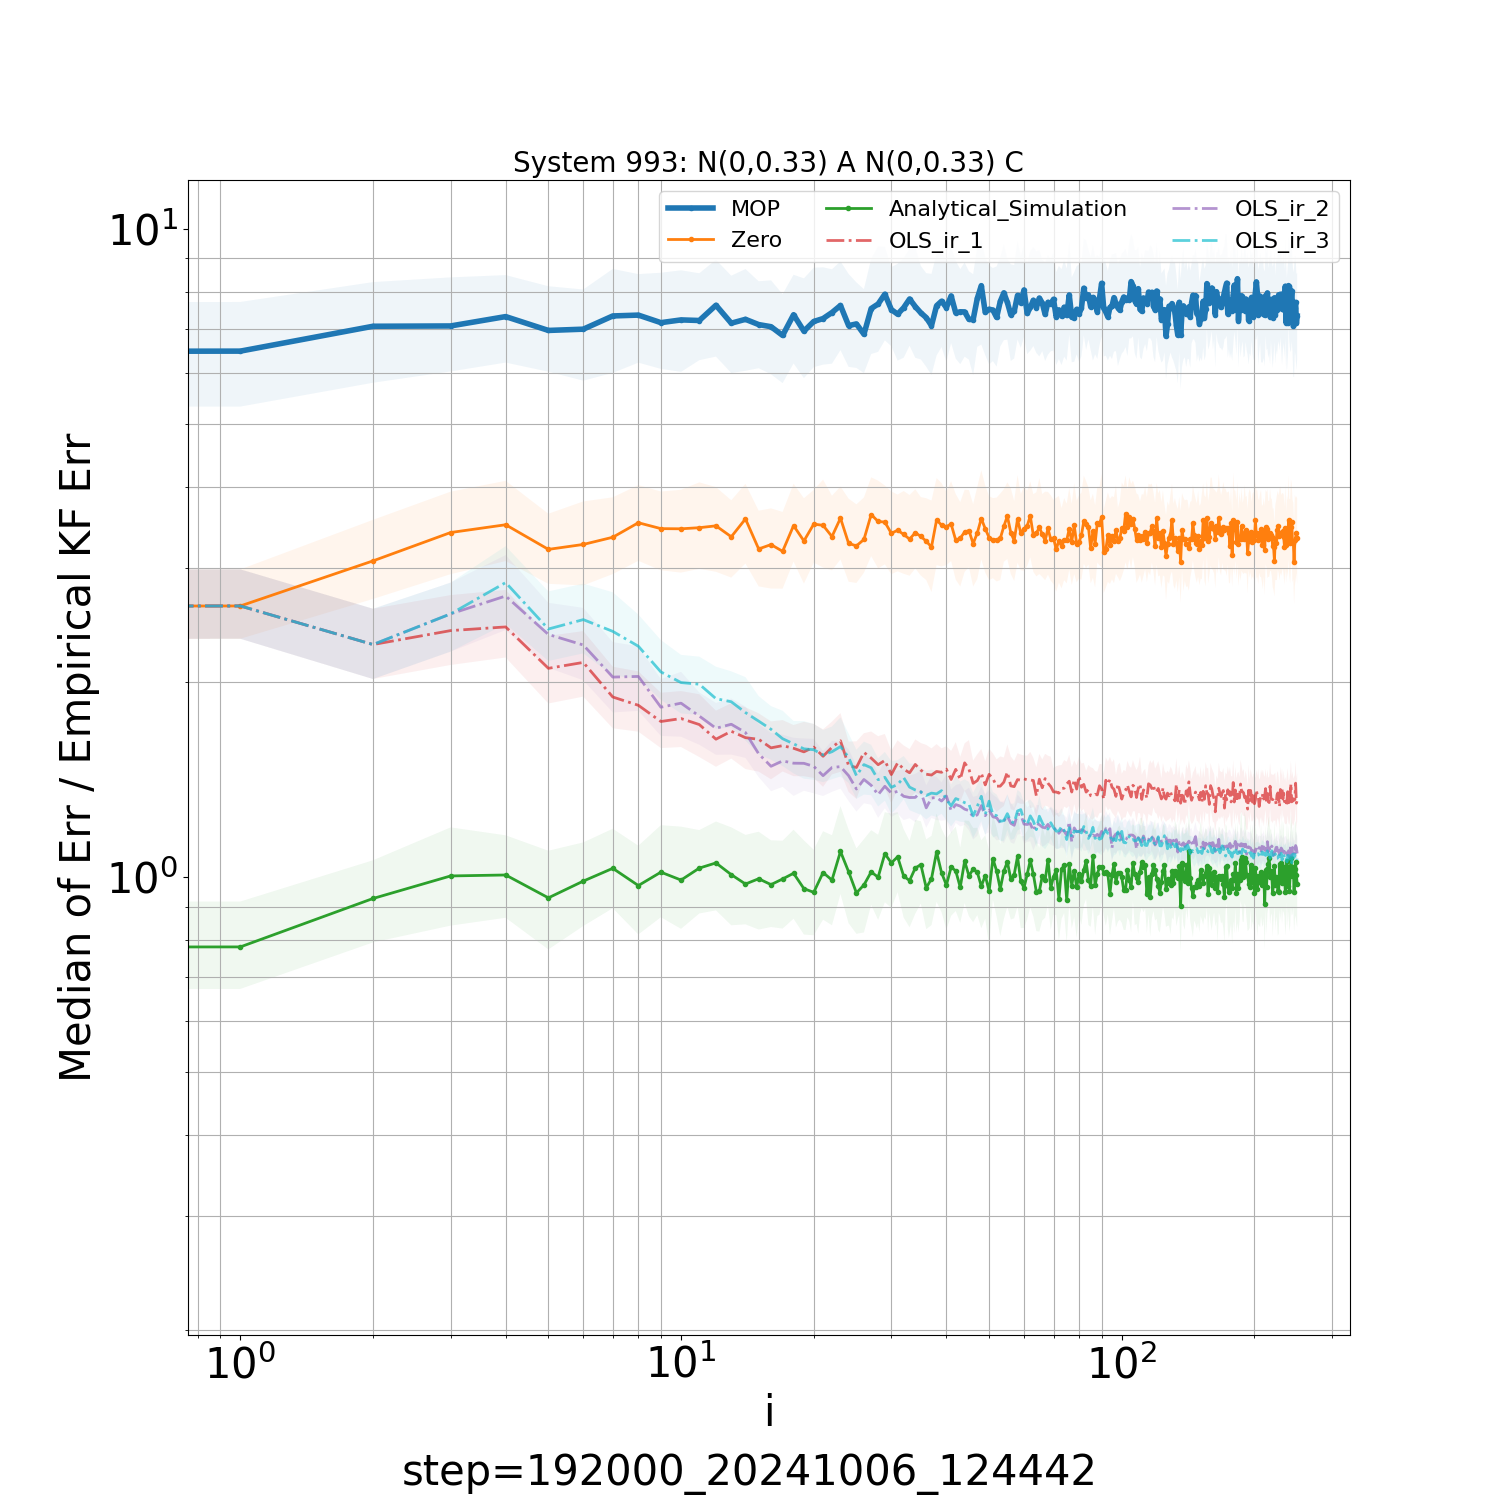 System 993: N(0,0.33) A N(0,0.33) C
MOP
Zero
Analytical_Simulation
OLS_ir_1
OLS_ir_2
OLS_ir_3
10¹
10⁰
Median of Err / Empirical KF Err
10⁰ 10¹ 10²
i
step=192000_20241006_124442